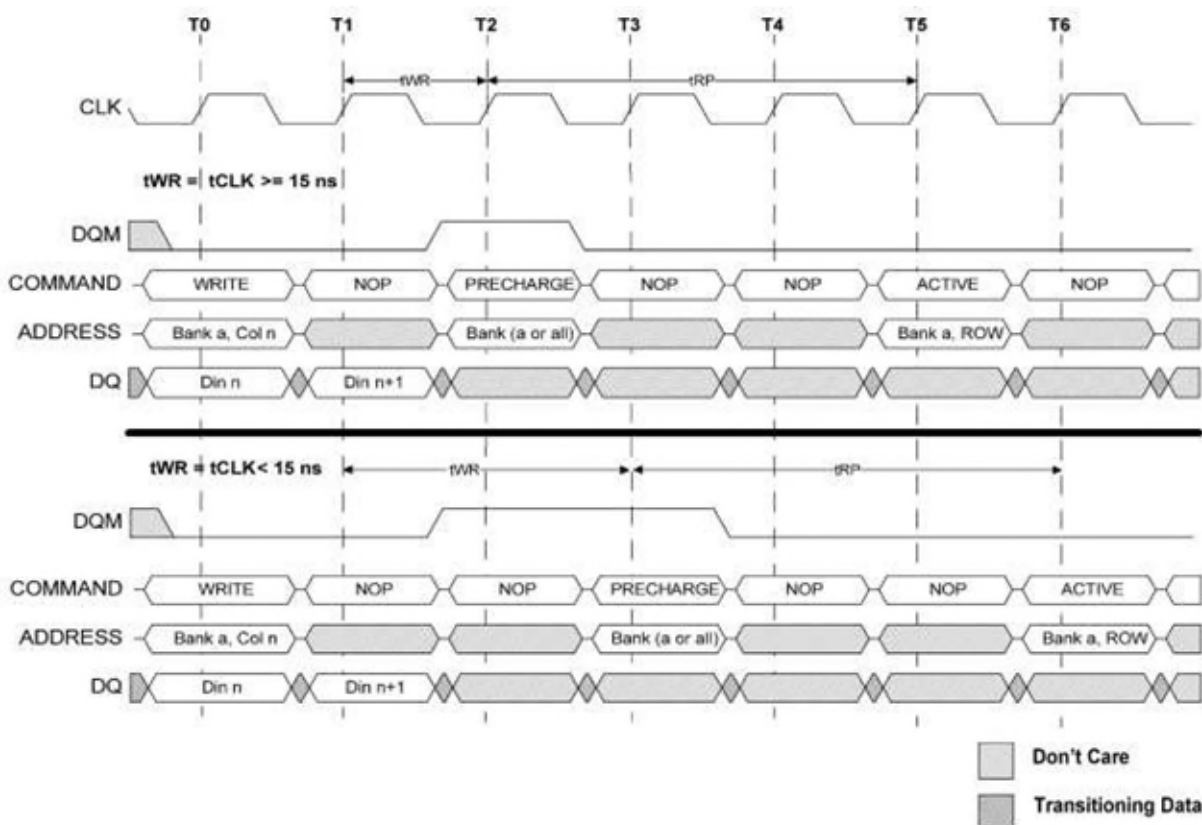 T0 T1 T2 T3 T4 T5 T6
tWR tRP
CLK
tWR = tCLK >= 15 ns
DQM
COMMAND WRITE NOP PRECHARGE NOP NOP ACTIVE NOP
ADDRESS Bank a, Col n Bank (a or all) Bank a, ROW
DQ Din n Din n+1
tWR = tCLK< 15 ns tWR tRP
DQM
COMMAND WRITE NOP NOP PRECHARGE NOP NOP ACTIVE
ADDRESS Bank a, Col n Bank (a or all) Bank a, ROW
DQ Din n Din n+1
Don't Care
Transitioning Data